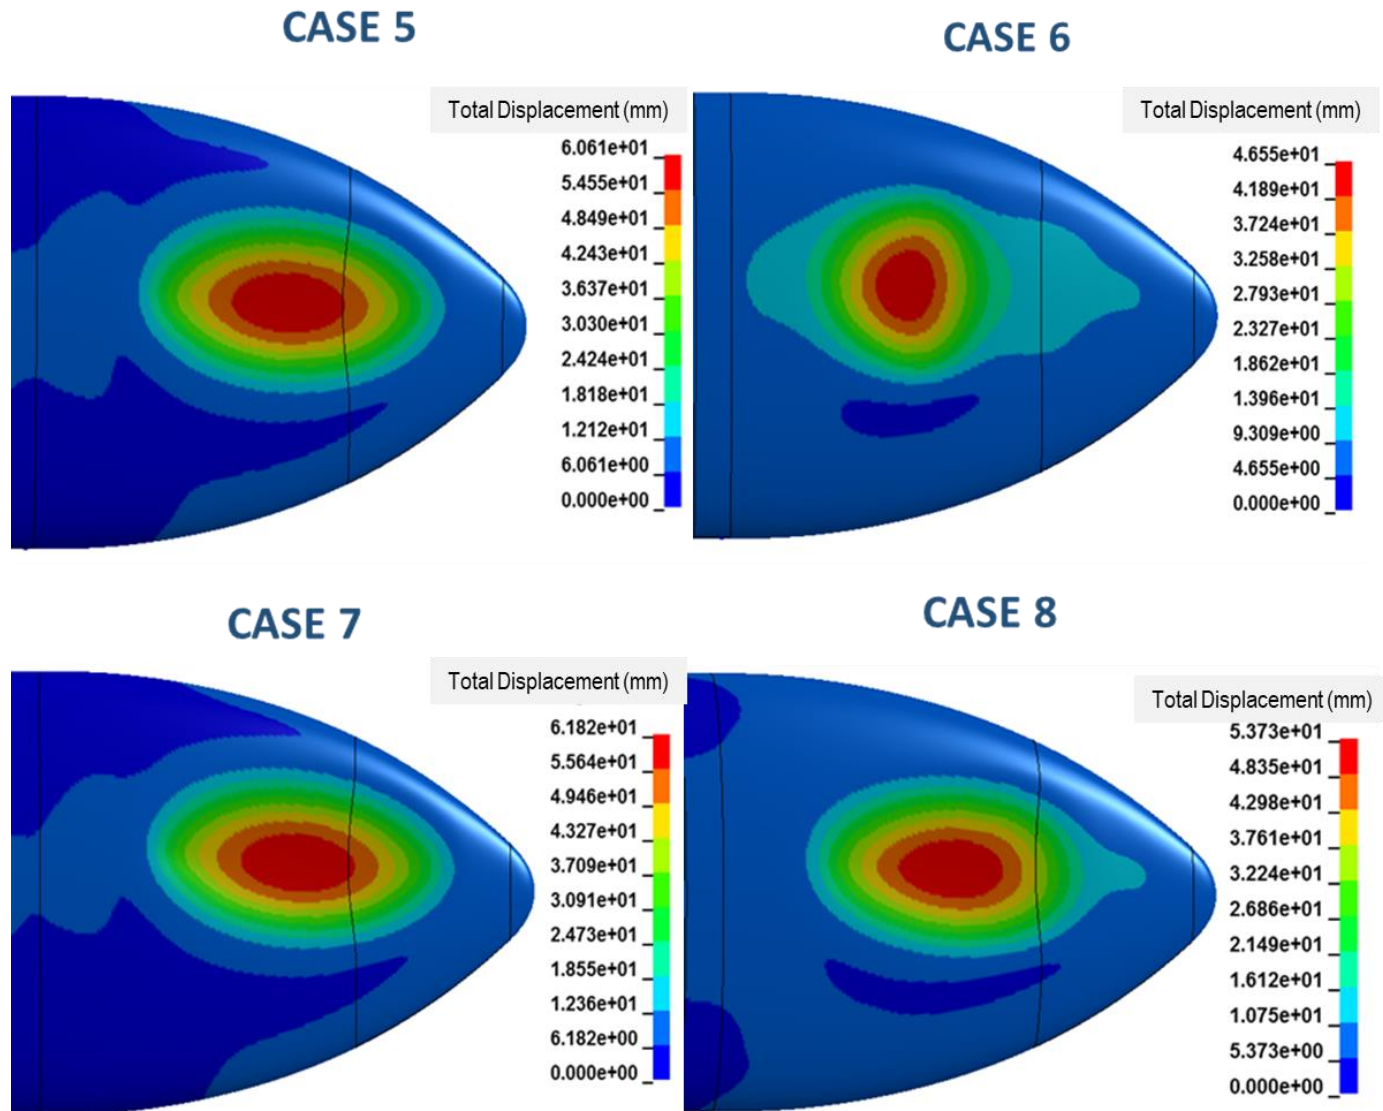 CASE 5
Total Displacement (mm)
6.061e+01
5.455e+01
4.849e+01
4.243e+01
3.637e+01
3.030e+01
2.424e+01
1.818e+01
1.212e+01
6.061e+00
0.000e+00
CASE 6
Total Displacement (mm)
4.655e+01
4.189e+01
3.724e+01
3.258e+01
2.793e+01
2.327e+01
1.862e+01
1.396e+01
9.309e+00
4.655e+00
0.000e+00
CASE 7
Total Displacement (mm)
6.182e+01
5.564e+01
4.946e+01
4.327e+01
3.709e+01
3.091e+01
2.473e+01
1.855e+01
1.236e+01
6.182e+00
0.000e+00
CASE 8
Total Displacement (mm)
5.373e+01
4.835e+01
4.298e+01
3.761e+01
3.224e+01
2.686e+01
2.149e+01
1.612e+01
1.075e+01
5.373e+00
0.000e+00